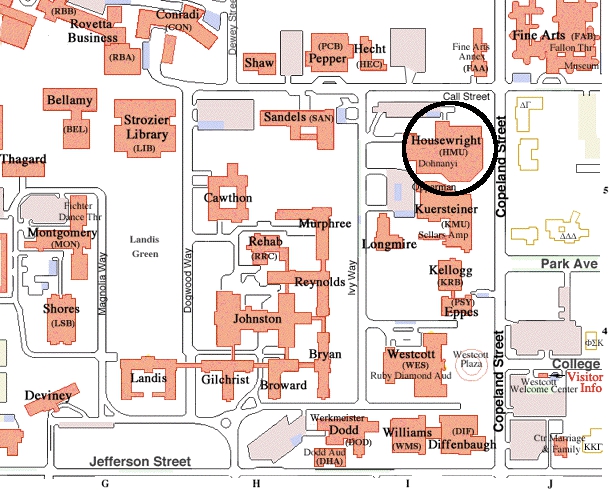 (RBB)
Rovetta
Business
(RBA)
Conradi
(CON)
Dewey Stree
Shaw
(PCB)
Pepper
Hecht
(HEC)
Fine Arts
Annex
(FAA)
Fine Arts (FAB)
Fallon Thr
Museum
Call Street
Bellamy
(BEL)
Strozier
Library
(LIB)
Sandels (SAN)
Housewright
(HMU)
Dohnanyi
Copeland Street
ΔΓ
Thagard
Opperman
Kuersteiner
(KMU)
Sellars Amp
5
Fichter
Dance Thr
Montgomery
(MON)
Cawthon
Murphree
Longmire
ΔΔΔ
Landis
Green
Rehab
(RRC)
Reynolds
Kellogg
(KRB)
Park Ave
Magnolia Way
Dogwood Way
Ivy Way
(PSY)
Eppes
Shores
(LSB)
Johnston
4
ΦΣΚ
Bryan
Westcott
(WES)
Ruby Diamond Aud
Westcott
Plaza
Copeland Street
College
Landis
Gilchrist
Broward
Westcott
Welcome Center
Visitor
Info
Deviney
Werkmeister
Dodd
(DOD)
Dodd Aud
(DHA)
Williams
(WMS)
(DIF)
Diffenbaugh
Ctr Marriage
& Family
ΚΚΓ
Jefferson Street
G
H
I
J